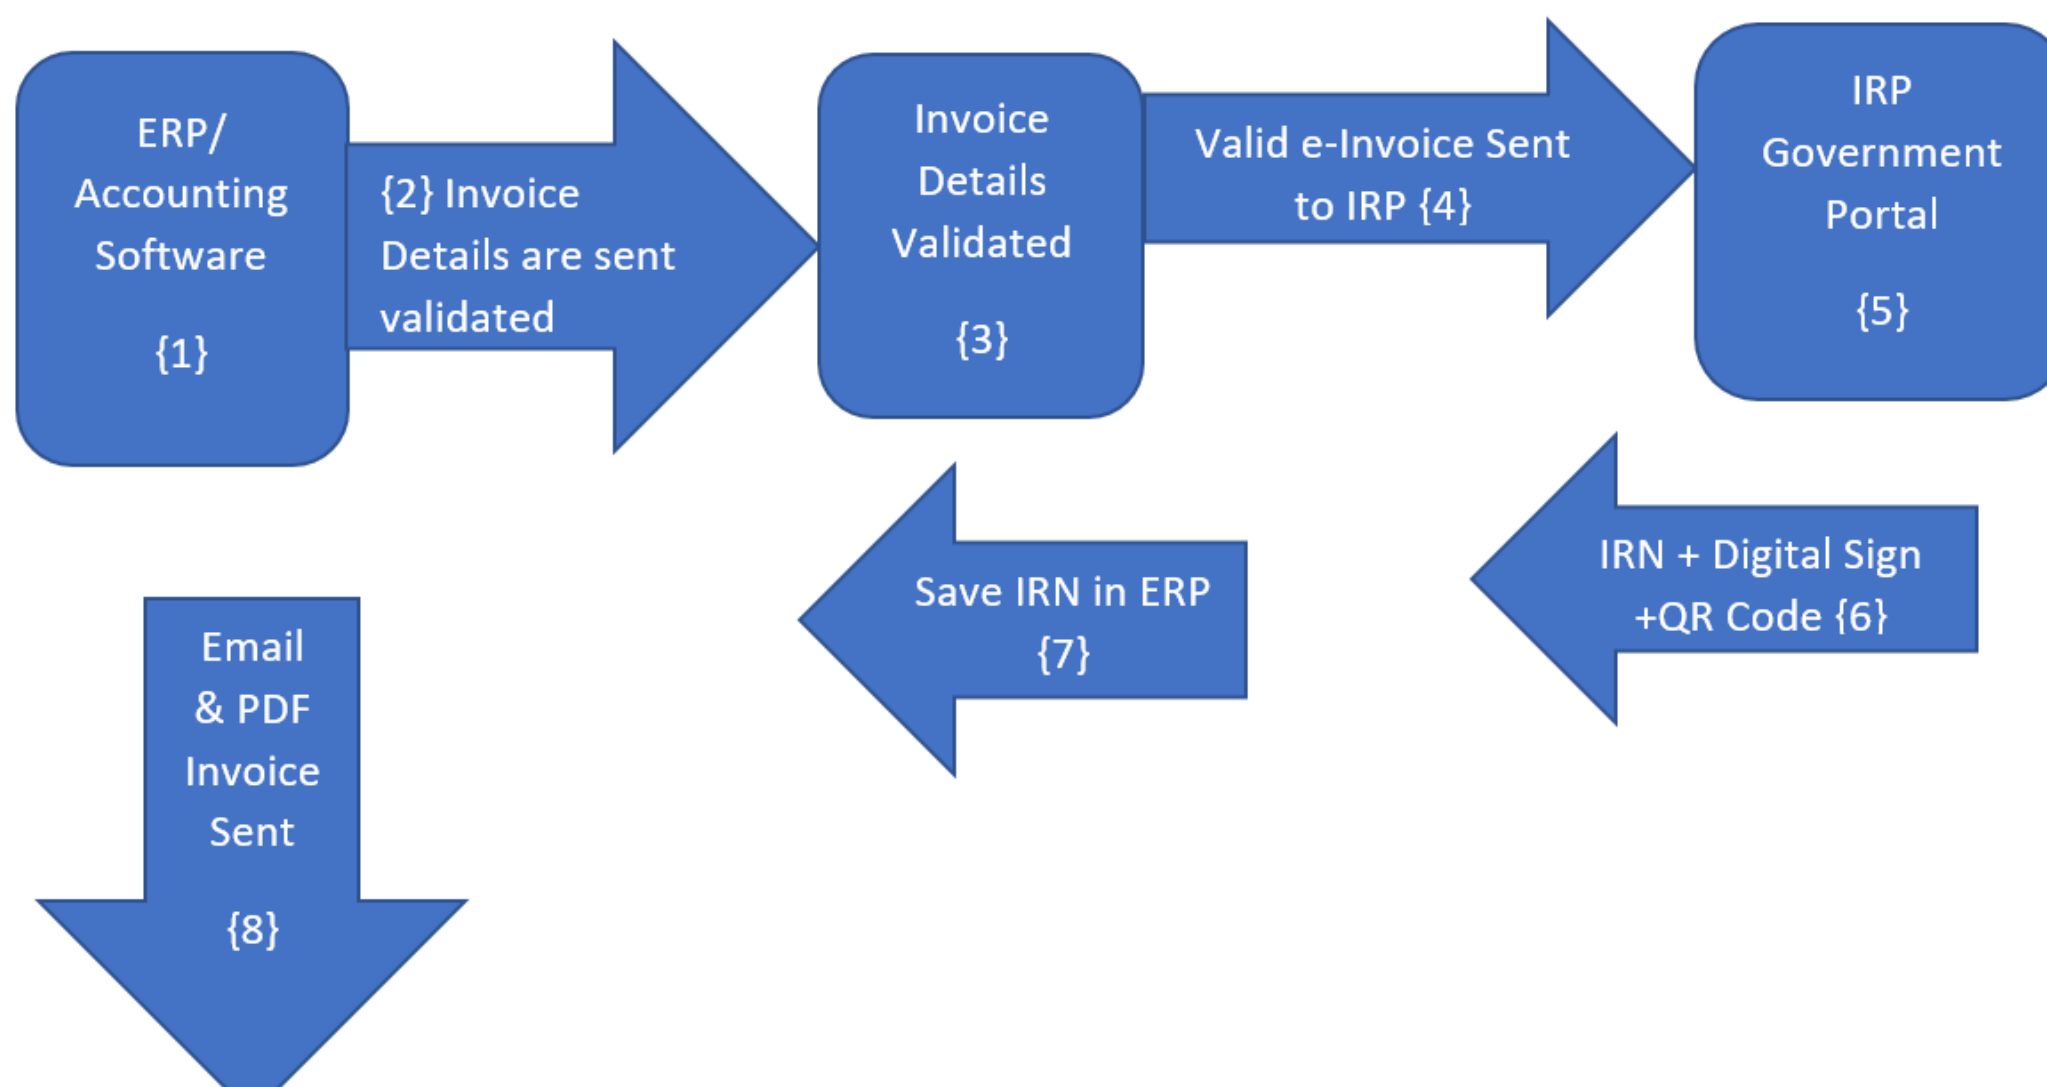 ERP/
Accounting
Software
{1}
{2} Invoice
Details are sent
validated
Invoice
Details
Validated
{3}
Valid e-Invoice Sent
to IRP {4}
IRP
Government
Portal
{5}
IRN + Digital Sign
+QR Code {6}
Save IRN in ERP
{7}
Email
& PDF
Invoice
Sent
{8}